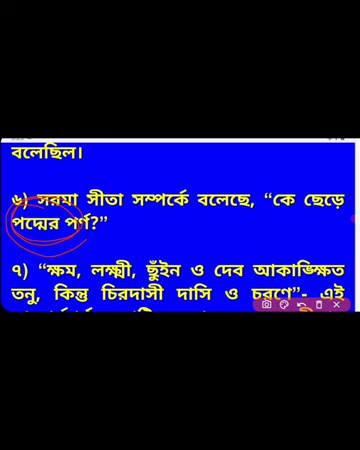 বলেছিল।
৬) সরমা সীতা সম্পর্কে বলেছে, “কে ছেড়ে
পদ্মের পর্ণ?”
৭) “ক্ষম, লক্ষ্মী, ছুঁইন ও দেব আকাঙ্ক্ষিত
তনু, কিন্তু চিরদাসী দাসি ও চরণে”- এই